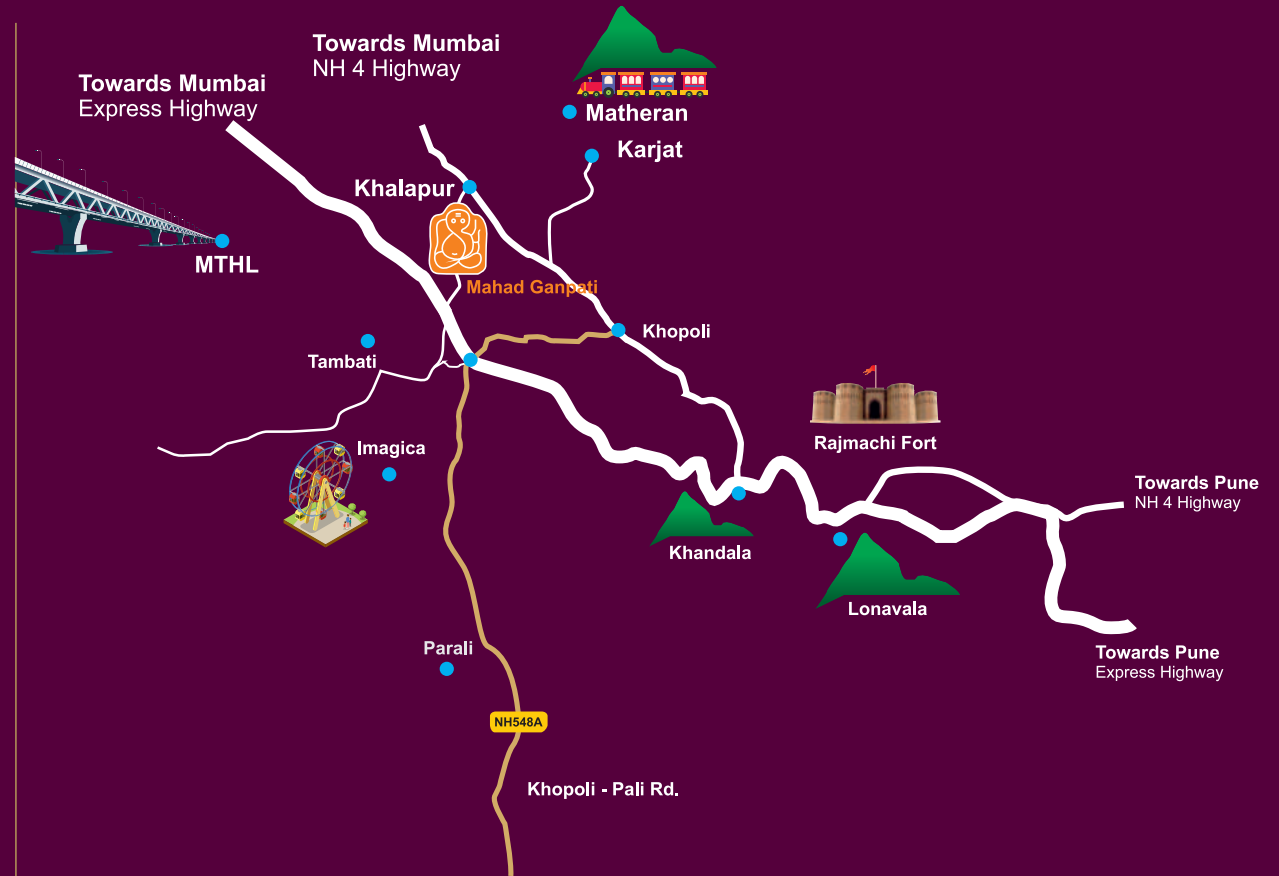 Towards Mumbai
NH 4 Highway
Towards Mumbai
Express Highway
Matheran
Karjat
Khalapur
MTHL
Mahad Ganpati
Khopoli
Tambati
Rajmachi Fort
Imagica
Towards Pune
NH 4 Highway
Khandala
Lonavala
Parali
Towards Pune
Express Highway
NH548A
Khopoli - Pali Rd.